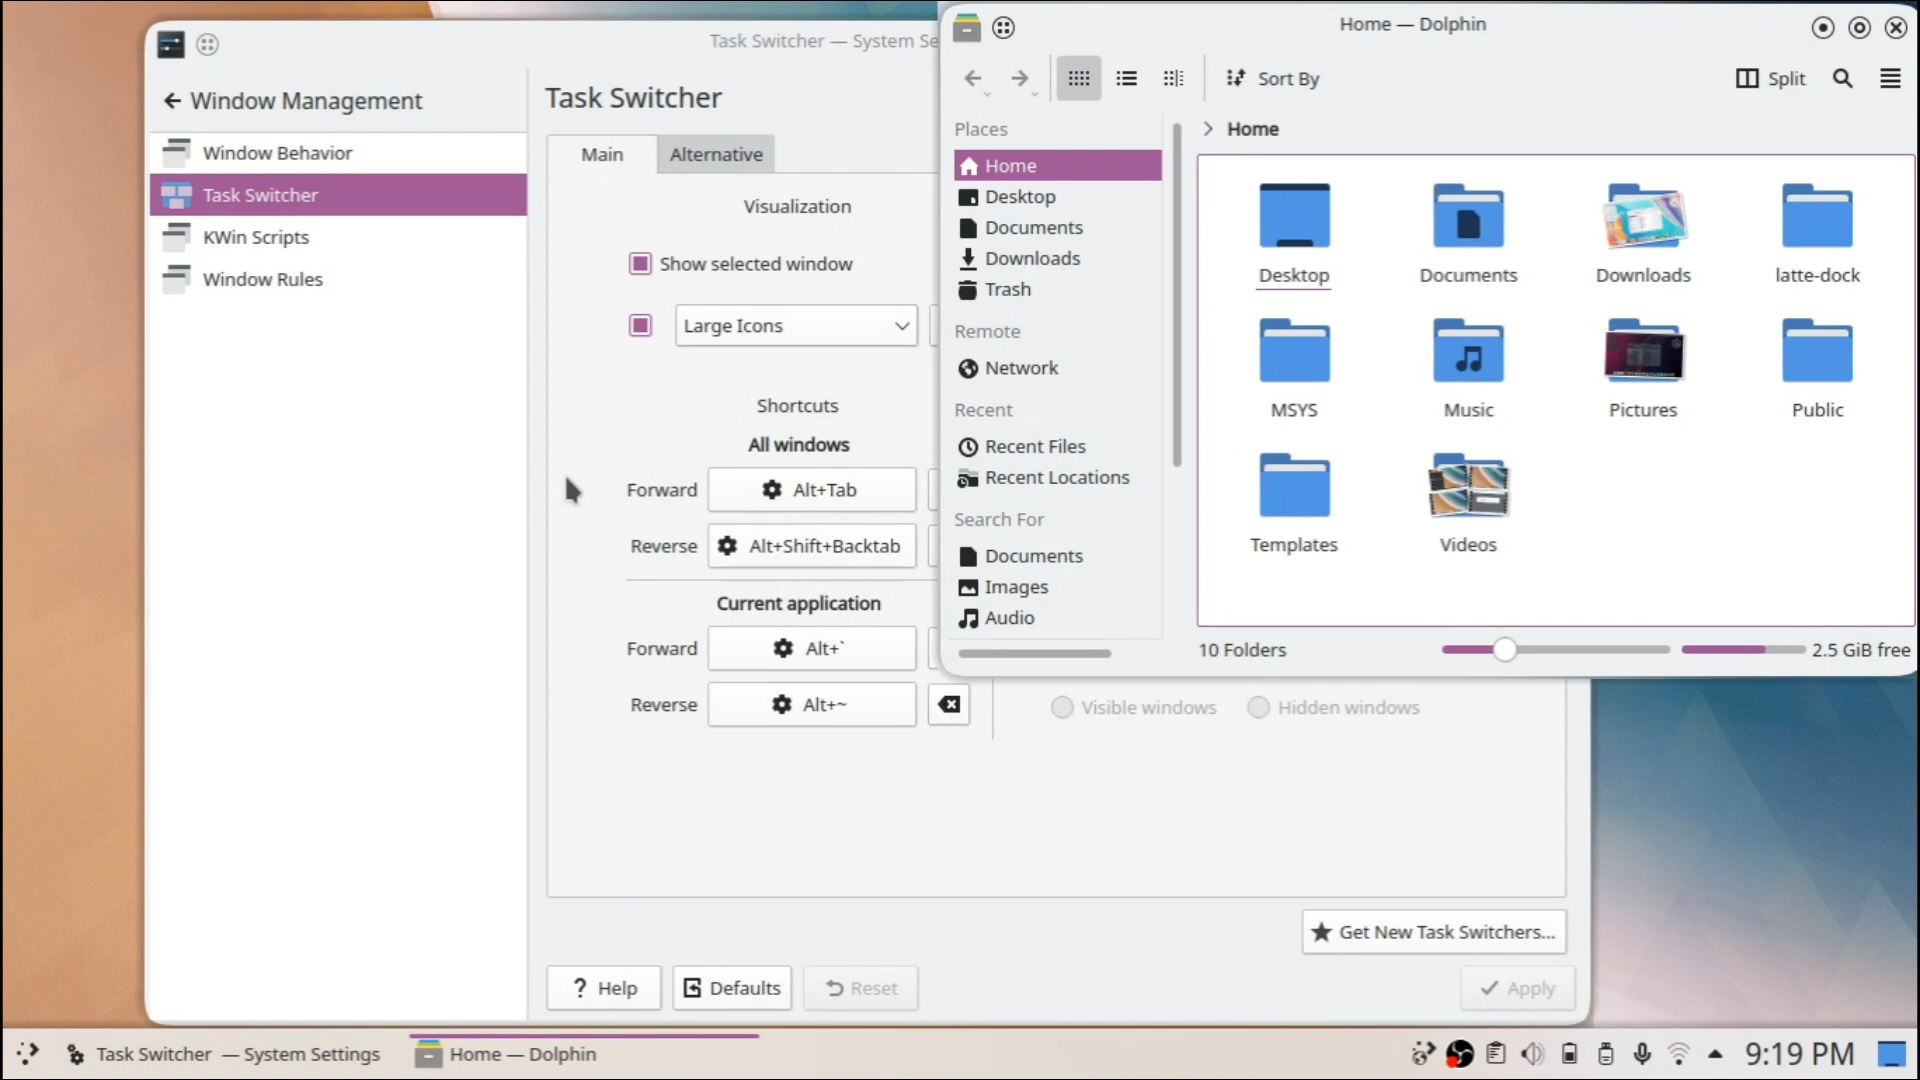 Task Switcher — System Se
Window Management
Window Behavior
Task Switcher
KWin Scripts
Window Rules
Task Switcher
Main
Alternative
Visualization
Show selected window
Large Icons
Shortcuts
All windows
Forward
Alt+Tab
Reverse
Alt+Shift+Backtab
Current application
Forward
Alt+`
Reverse
Alt+~
Visible windows
Hidden windows
Get New Task Switchers...
Help
Defaults
Reset
Apply
Home — Dolphin
Sort By
Split
Places
Home
Desktop
Documents
Downloads
Trash
Remote
Network
Recent
Recent Files
Recent Locations
Search For
Documents
Images
Audio
Home
Desktop
Documents
Downloads
latte-dock
MSYS
Music
Pictures
Public
Templates
Videos
10 Folders
2.5 GiB free
Task Switcher — System Settings
Home — Dolphin
9:19 PM